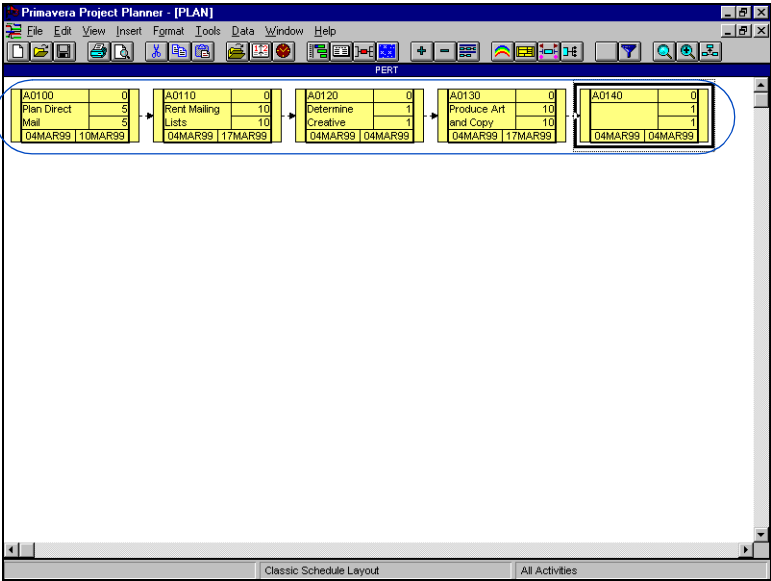 Primavera Project Planner - [PLAN]
File Edit View Insert Format Tools Data Window Help
PERT
A0100 0
Plan Direct 5
Mail 5
04MAR99 10MAR99
A0110 0
Rent Mailing 10
Lists 10
04MAR99 17MAR99
A0120 0
Determine 1
Creative 1
04MAR99 04MAR99
A0130 0
Produce Art 10
and Copy 10
04MAR99 17MAR99
A0140 0
1
1
04MAR99 04MAR99
Classic Schedule Layout
All Activities